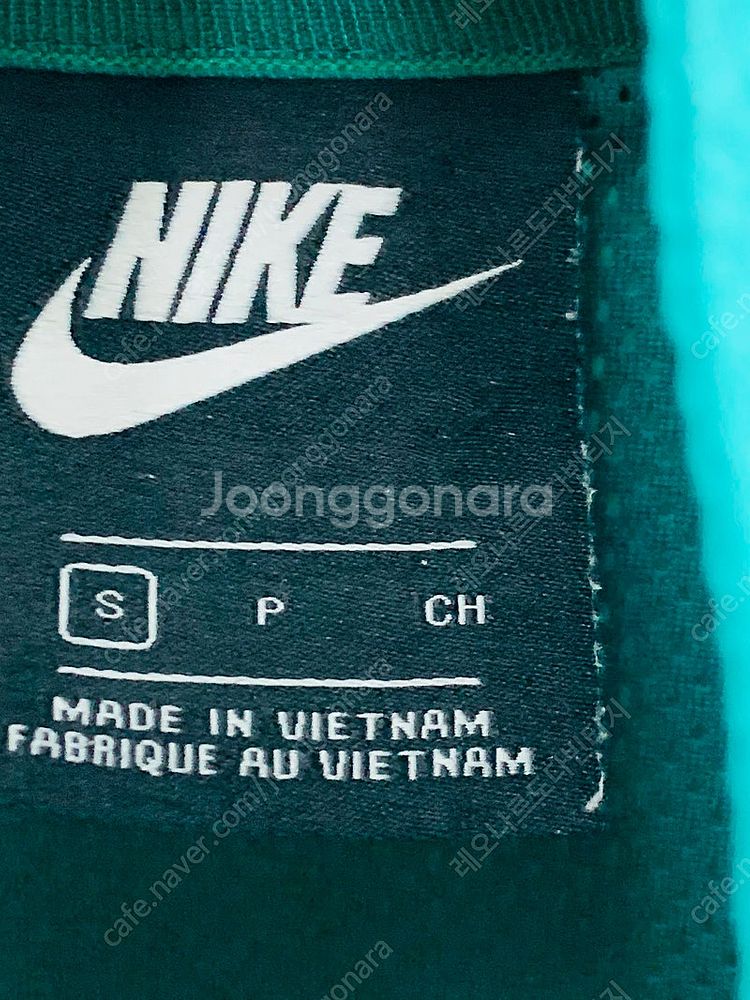 NIKE
Joonggonara
S P CH
MADE IN VIETNAM
FABRIQUE AU VIETNAM